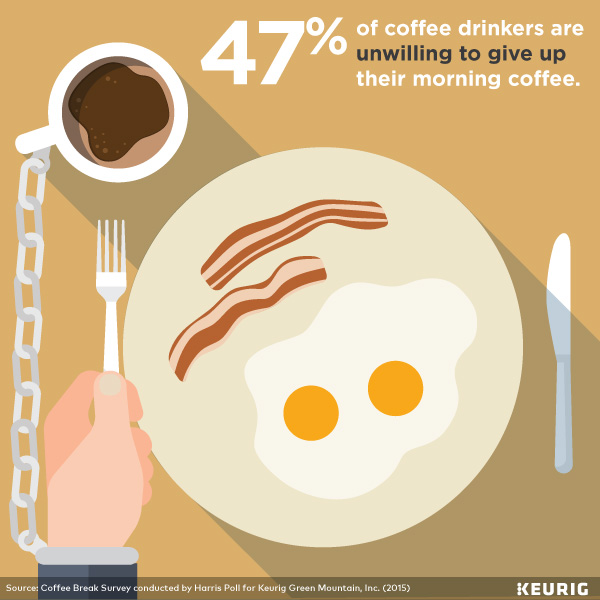 47% of coffee drinkers are
unwilling to give up
their morning coffee.
Source: Coffee Break Survey conducted by Harris Poll for Keurig Green Mountain, Inc. (2015)
KEURIG